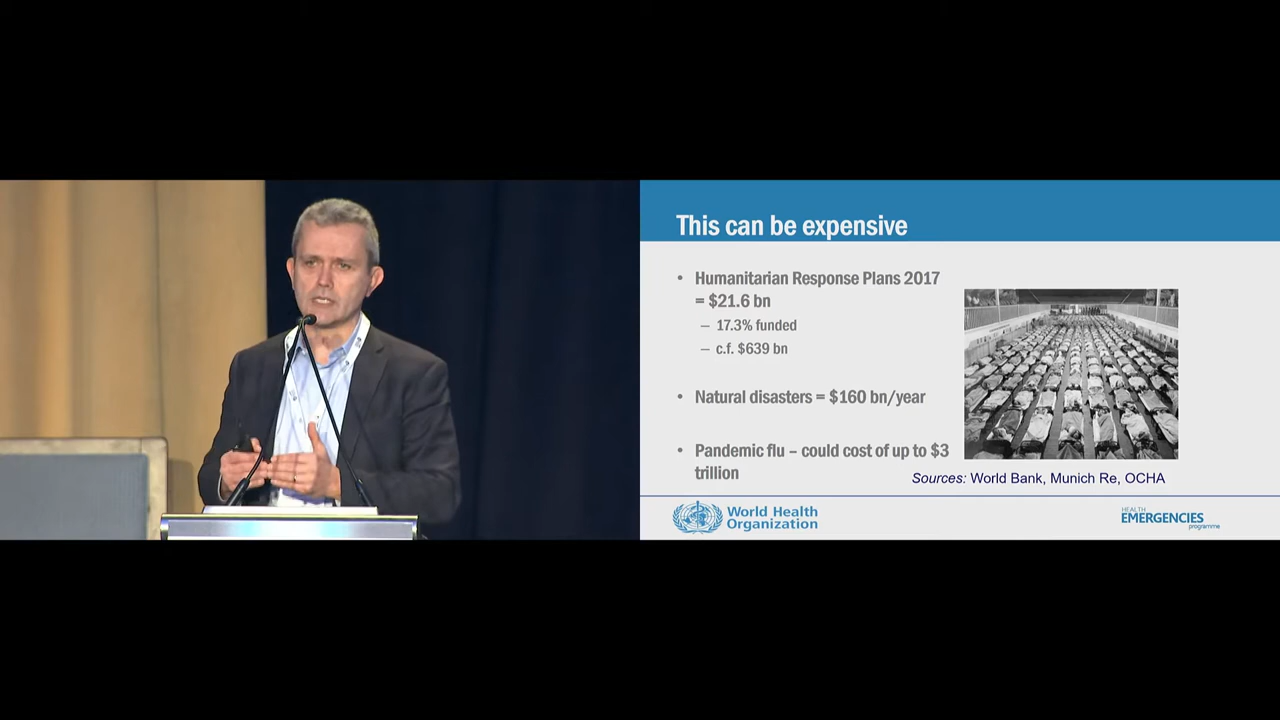 This can be expensive
• Humanitarian Response Plans 2017
= $21.6 bn
– 17.3% funded
– c.f. $639 bn
• Natural disasters = $160 bn/year
• Pandemic flu – could cost of up to $3
trillion
Sources: World Bank, Munich Re, OCHA
World Health
Organization
HEALTH
EMERGENCIES
programme